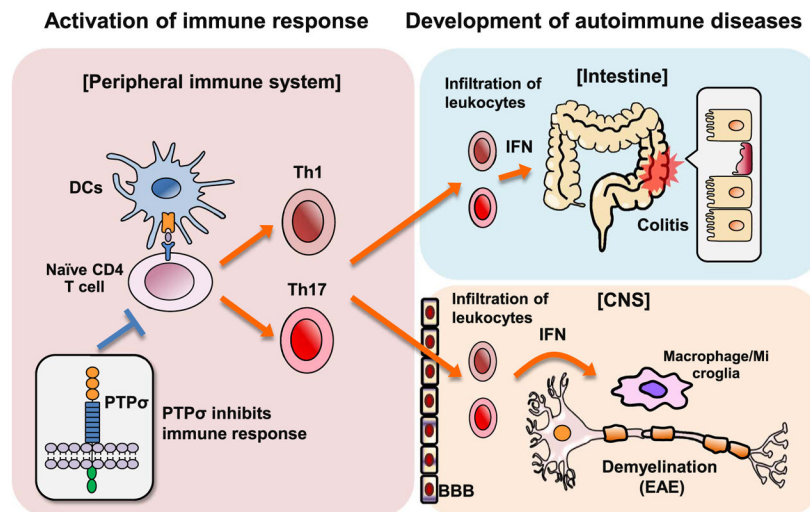 Activation of immune response
Development of autoimmune diseases
[Peripheral immune system]
DCs
Naïve CD4
T cell
Th1
Th17
PTPσ
PTPσ inhibits
immune response
[Intestine]
Infiltration of
leukocytes
IFN
Colitis
[CNS]
Infiltration of
leukocytes
IFN
Macrophage/Mi
croglia
Demyelination
(EAE)
BBB